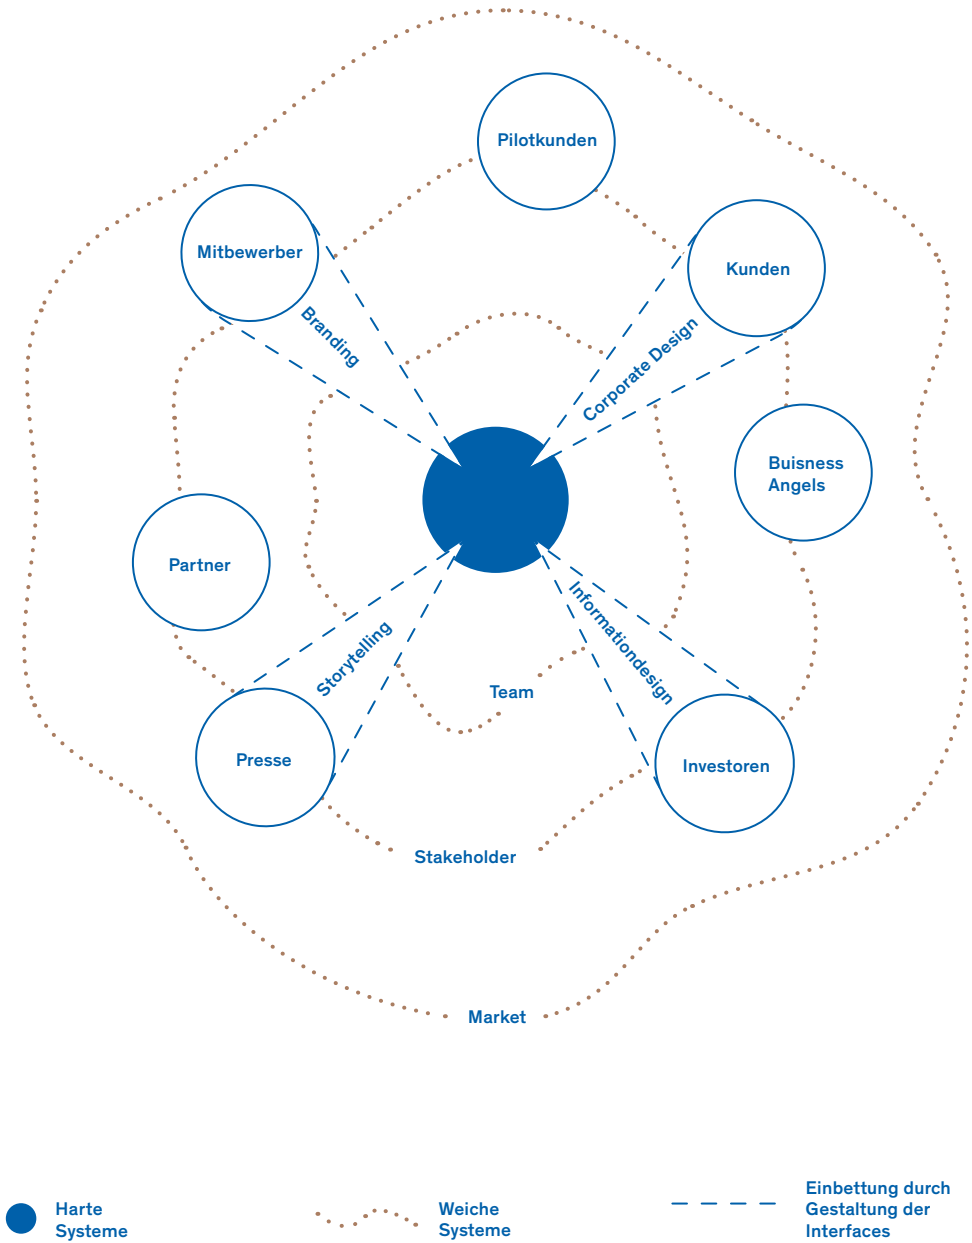 Pilotkunden
Mitbewerber
Kunden
Branding
Corporate Design
Buisness
Angels
Partner
Informationdesign
Storytelling
Team
Presse
Investoren
Stakeholder
Market
Harte
Systeme
Weiche
Systeme
Einbettung durch
Gestaltung der
Interfaces